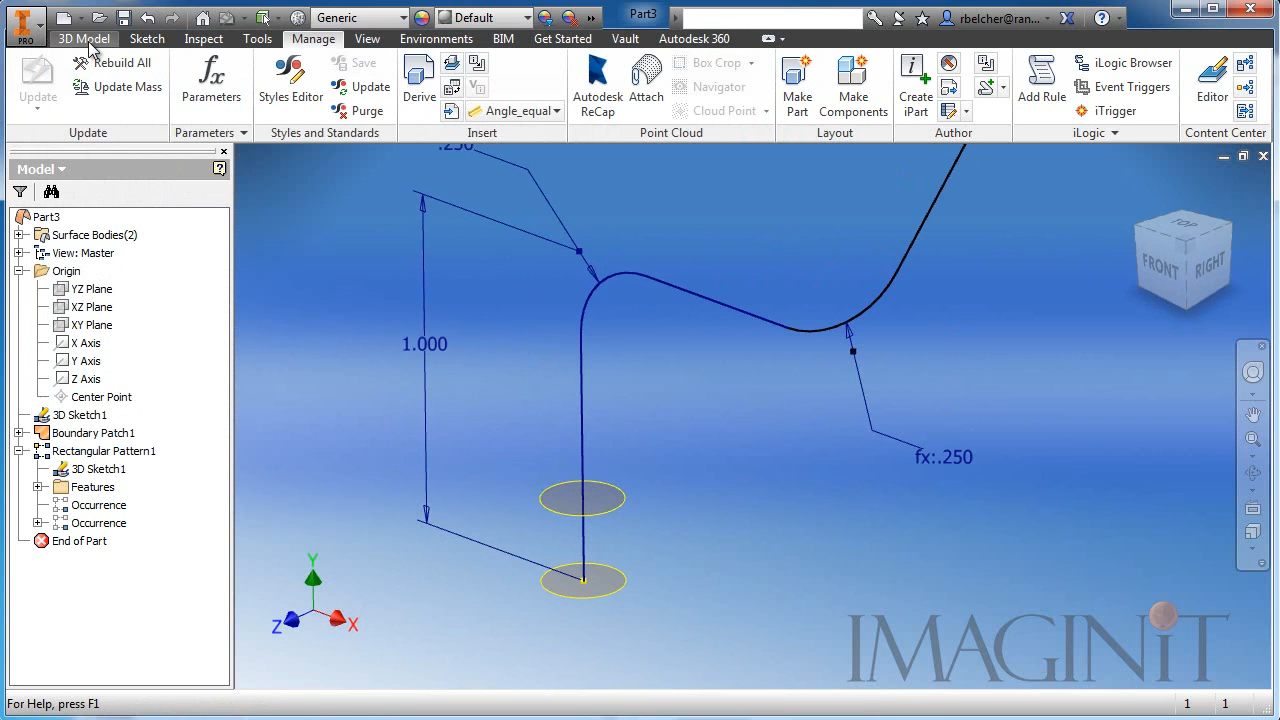 PRO
Generic
Default
Part3
rbelcher@ran...
3D Model
Sketch
Inspect
Tools
Manage
View
Environments
BIM
Get Started
Vault
Autodesk 360
Update
Rebuild All
Update Mass
Update
fx
Parameters
Parameters
Styles Editor
Save
Update
Purge
Styles and Standards
Derive
Angle_equal
Insert
Autodesk ReCap
Attach
Box Crop
Navigator
Cloud Point
Point Cloud
Make Part
Make Components
Layout
Create iPart
Author
Add Rule
iLogic Browser
Event Triggers
iTrigger
iLogic
Editor
Content Center
Model
Part3
Surface Bodies(2)
View: Master
Origin
YZ Plane
XZ Plane
XY Plane
X Axis
Y Axis
Z Axis
Center Point
3D Sketch1
Boundary Patch1
Rectangular Pattern1
3D Sketch1
Features
Occurrence
Occurrence
End of Part
.250
1.000
fx:.250
TOP
FRONT
RIGHT
Y
Z
X
IMAGINiT
For Help, press F1
1
1